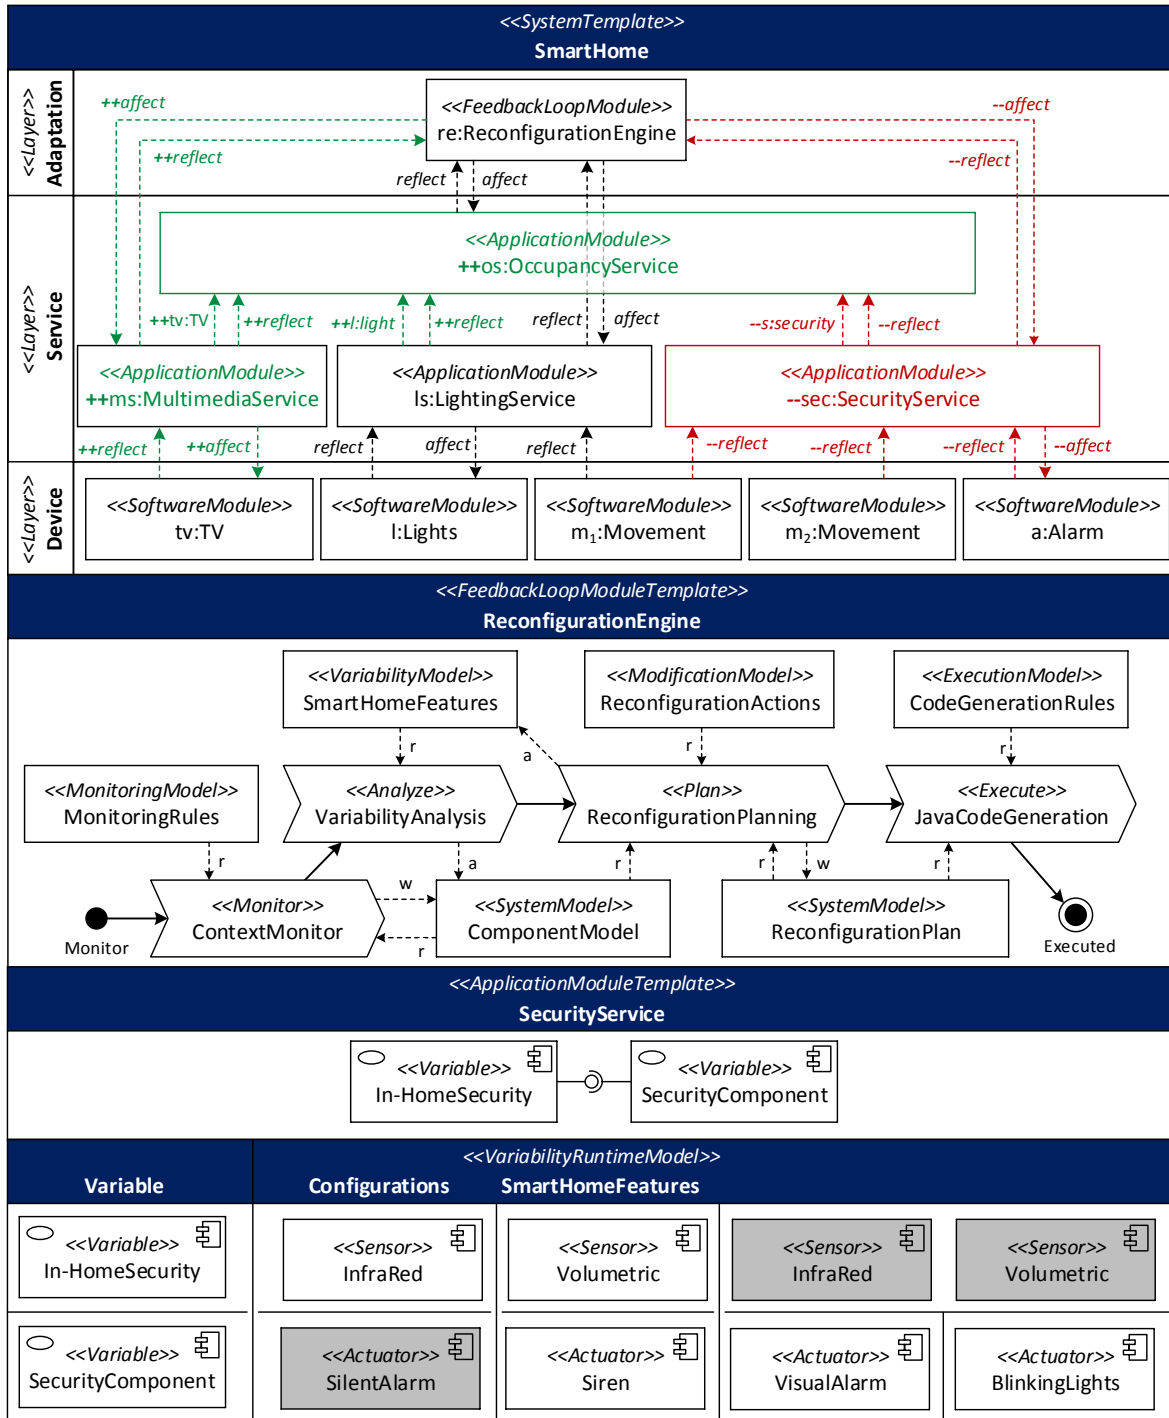 <<SystemTemplate>>
SmartHome
<<Layer>>
Adaptation
++affect
++reflect
<<FeedbackLoopModule>>
re:ReconfigurationEngine
--affect
--reflect
reflect
affect
<<Layer>>
Service
<<ApplicationModule>>
++os:OccupancyService
++tv:TV
++reflect
++l:light
++reflect
reflect
affect
--s:security
--reflect
<<ApplicationModule>>
++ms:MultimediaService
<<ApplicationModule>>
ls:LightingService
<<ApplicationModule>>
--sec:SecurityService
++reflect
++affect
reflect
affect
reflect
--reflect
--reflect
--reflect
--affect
<<Layer>>
Device
<<SoftwareModule>>
tv:TV
<<SoftwareModule>>
l:Lights
<<SoftwareModule>>
m1:Movement
<<SoftwareModule>>
m2:Movement
<<SoftwareModule>>
a:Alarm
<<FeedbackLoopModuleTemplate>>
ReconfigurationEngine
<<VariabilityModel>>
SmartHomeFeatures
<<ModificationModel>>
ReconfigurationActions
<<ExecutionModel>>
CodeGenerationRules
r
a
r
r
<<MonitoringModel>>
MonitoringRules
<<Analyze>>
VariabilityAnalysis
<<Plan>>
ReconfigurationPlanning
<<Execute>>
JavaCodeGeneration
r
a
r
r
w
r
Monitor
<<Monitor>>
ContextMonitor
w
r
<<SystemModel>>
ComponentModel
<<SystemModel>>
ReconfigurationPlan
Executed
<<ApplicationModuleTemplate>>
SecurityService
<<Variable>>
In-HomeSecurity
<<Variable>>
SecurityComponent
<<VariabilityRuntimeModel>>
Variable
Configurations
SmartHomeFeatures
<<Variable>>
In-HomeSecurity
<<Sensor>>
InfraRed
<<Sensor>>
Volumetric
<<Sensor>>
InfraRed
<<Sensor>>
Volumetric
<<Variable>>
SecurityComponent
<<Actuator>>
SilentAlarm
<<Actuator>>
Siren
<<Actuator>>
VisualAlarm
<<Actuator>>
BlinkingLights